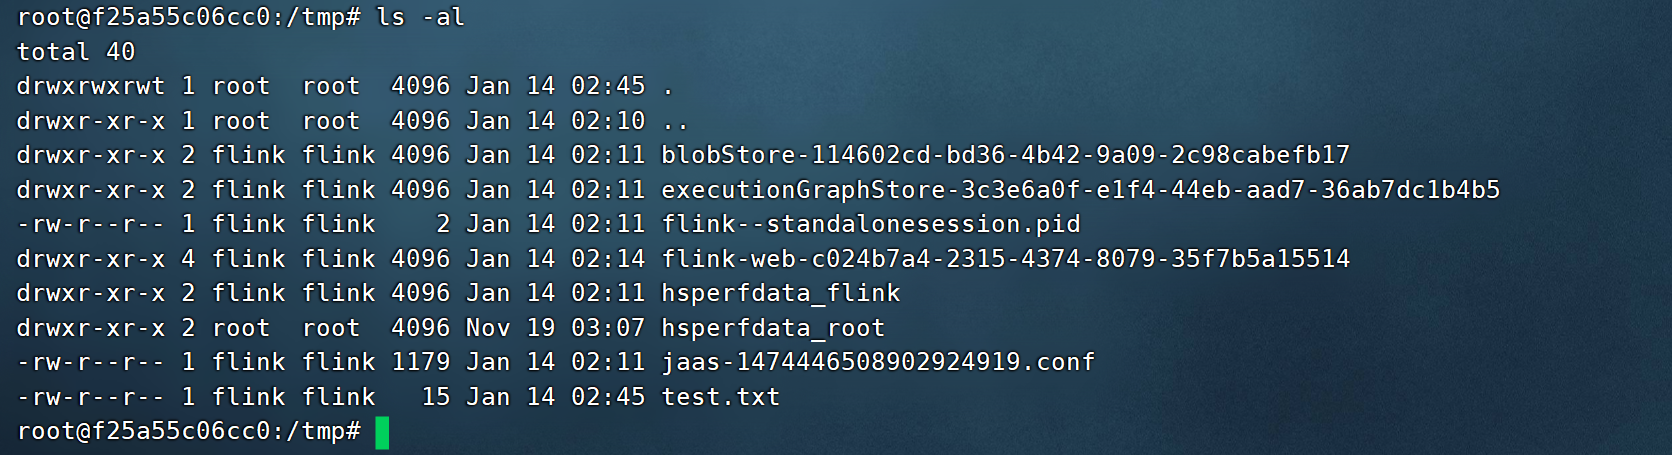 root@f25a55c06cc0:/tmp# ls -al
total 40
drwxrwxrwt 1 root  root  4096 Jan 14 02:45 .
drwxr-xr-x 1 root  root  4096 Jan 14 02:10 ..
drwxr-xr-x 2 flink flink 4096 Jan 14 02:11 blobStore-114602cd-bd36-4b42-9a09-2c98cabefb17
drwxr-xr-x 2 flink flink 4096 Jan 14 02:11 executionGraphStore-3c3e6a0f-e1f4-44eb-aad7-36ab7dc1b4b5
-rw-r--r-- 1 flink flink    2 Jan 14 02:11 flink--standalonesession.pid
drwxr-xr-x 4 flink flink 4096 Jan 14 02:14 flink-web-c024b7a4-2315-4374-8079-35f7b5a15514
drwxr-xr-x 2 flink flink 4096 Jan 14 02:11 hsperfdata_flink
drwxr-xr-x 2 root  root  4096 Nov 19 03:07 hsperfdata_root
-rw-r--r-- 1 flink flink 1179 Jan 14 02:11 jaas-1474446508902924919.conf
-rw-r--r-- 1 flink flink   15 Jan 14 02:45 test.txt
root@f25a55c06cc0:/tmp#